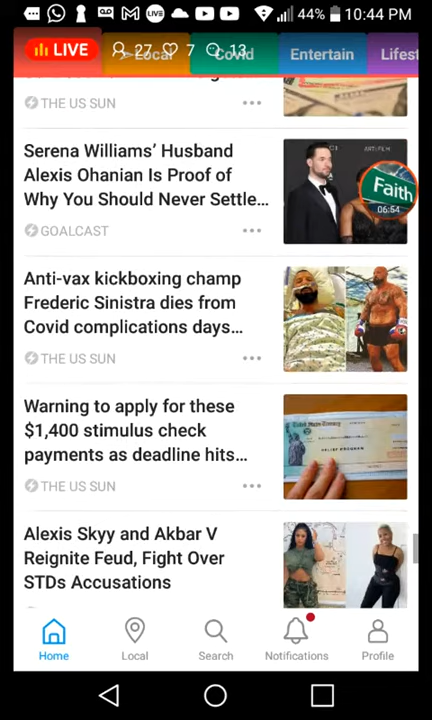 44% 10:44 PM
LIVE 27 7 13
Local Covid Entertain Lifest
THE US SUN
Serena Williams’ Husband
Alexis Ohanian Is Proof of
Why You Should Never Settle...
GOALCAST
Faith
06:54
Anti-vax kickboxing champ
Frederic Sinistra dies from
Covid complications days...
THE US SUN
Warning to apply for these
$1,400 stimulus check
payments as deadline hits...
THE US SUN
Alexis Skyy and Akbar V
Reignite Feud, Fight Over
STDs Accusations
Home Local Search Notifications Profile